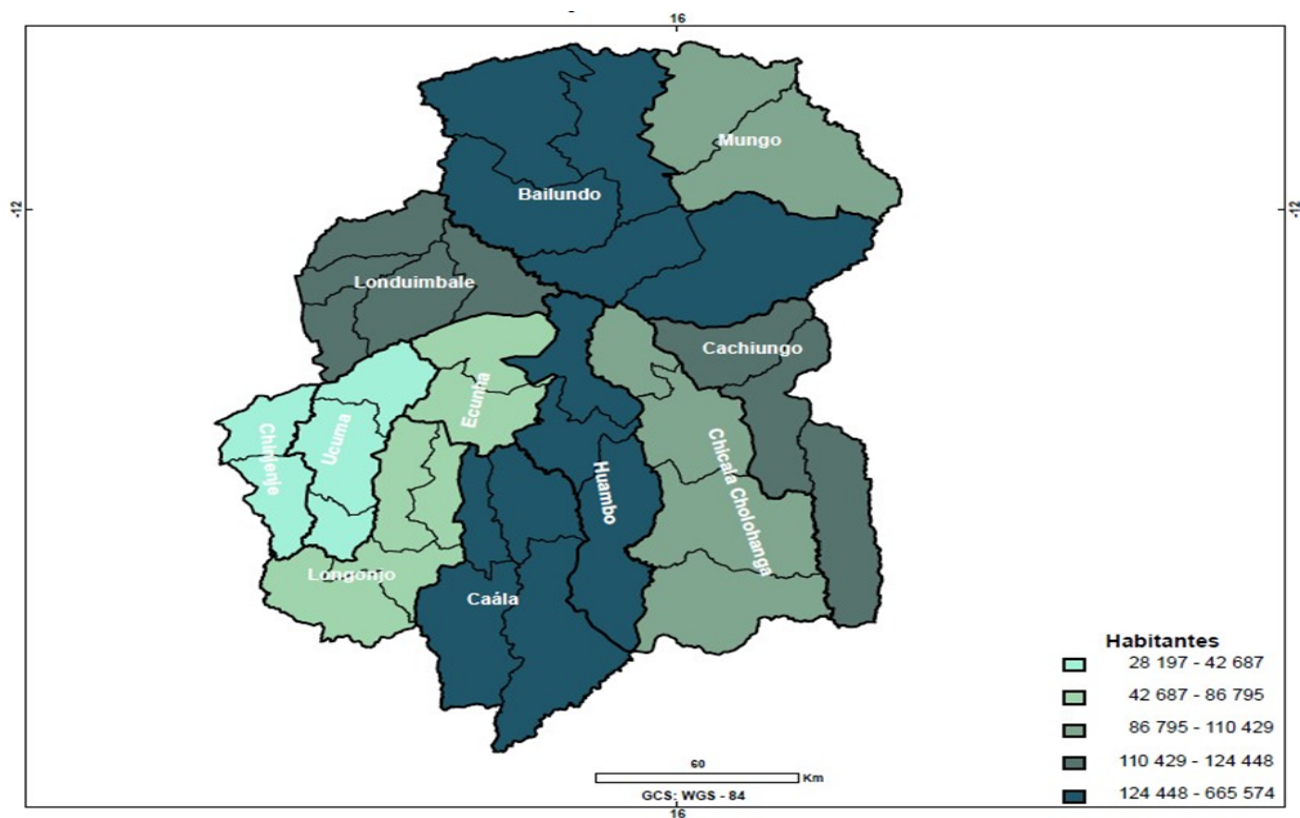 16
Mungo
Bailundo
-12
-12
Londuimbale
Cachiungo
Ecunha
Ucuma
Chinjenje
Chicala Cholohanga
Huambo
Longonjo
Caála
Habitantes
28 197 - 42 687
42 687 - 86 795
86 795 - 110 429
110 429 - 124 448
124 448 - 665 574
60
Km
GCS: WGS - 84
16